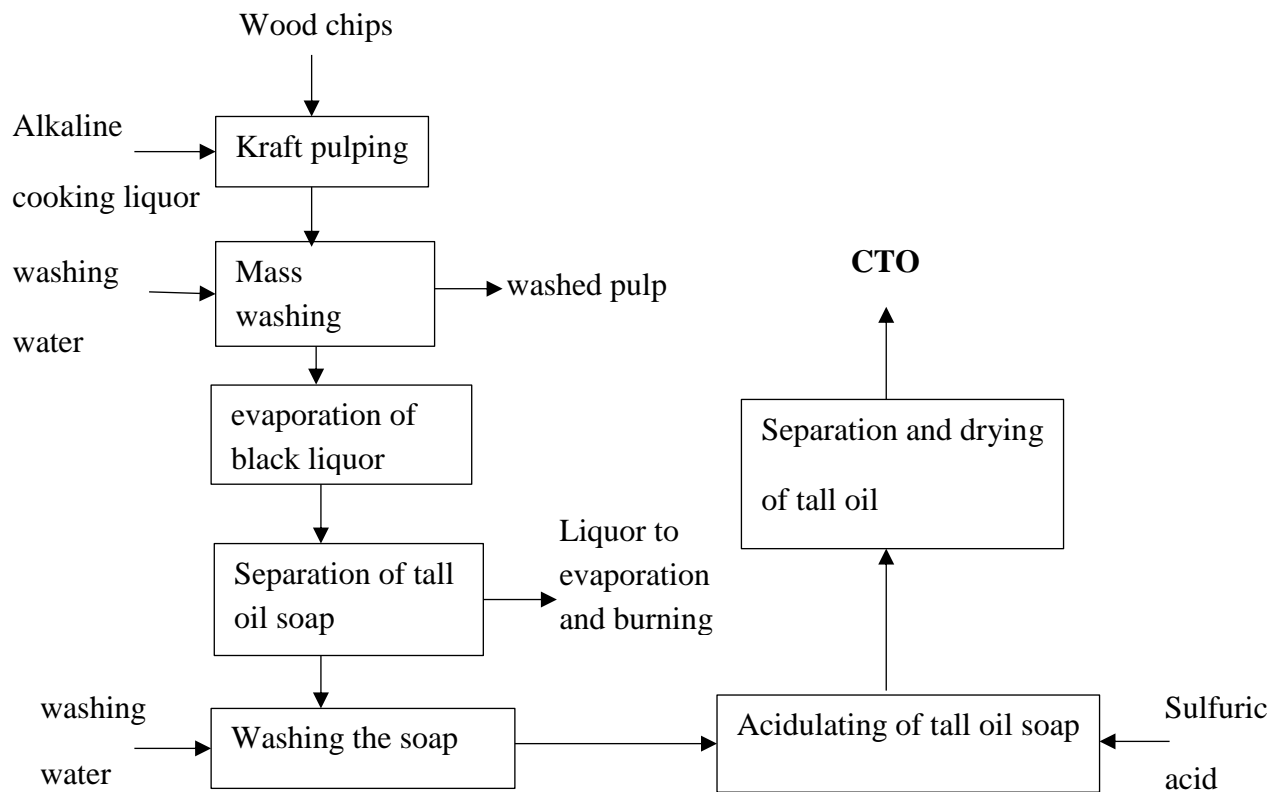 Wood chips
Alkaline
cooking liquor
Kraft pulping
washing
water
Mass
washing
washed pulp
evaporation of
black liquor
Separation of tall
oil soap
Liquor to
evaporation
and burning
washing
water
Washing the soap
Acidulating of tall oil soap
Sulfuric
acid
Separation and drying
of tall oil
CTO